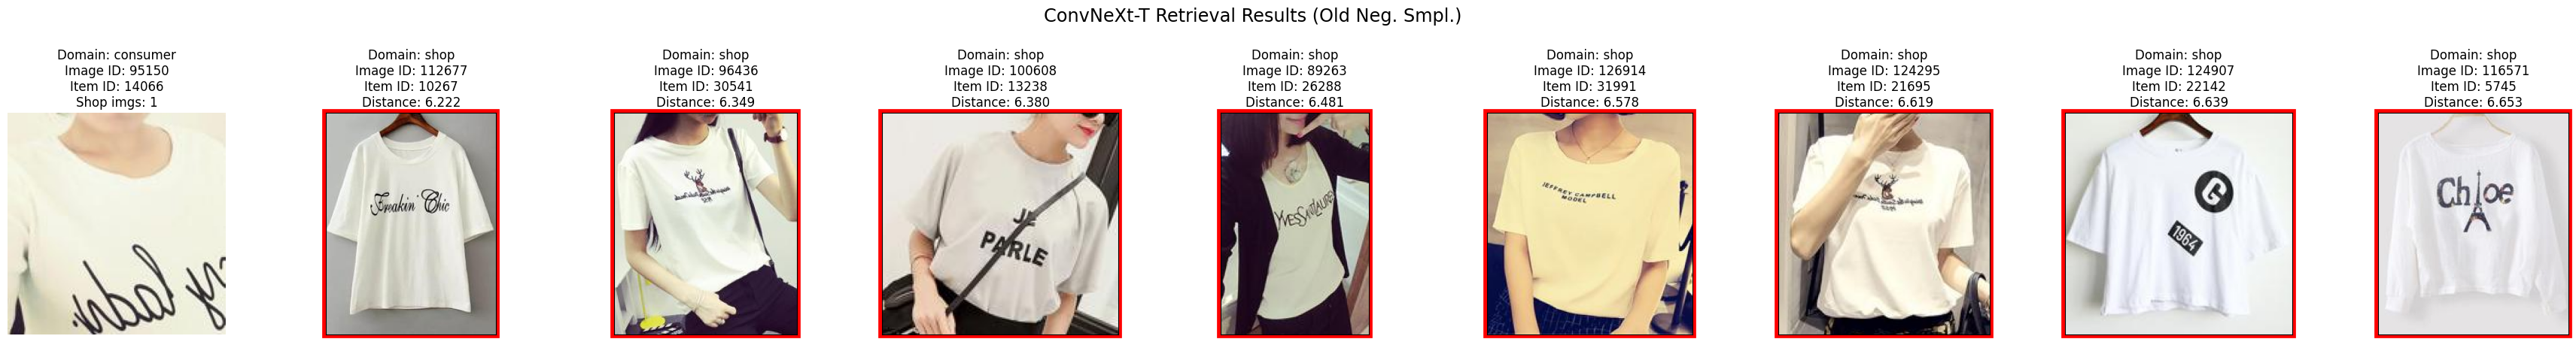 ConvNeXt-T Retrieval Results (Old Neg. Smpl.)
Domain: consumer
Image ID: 95150
Item ID: 14066
Shop imgs: 1
Domain: shop
Image ID: 112677
Item ID: 10267
Distance: 6.222
Freakin' Chic
Domain: shop
Image ID: 96436
Item ID: 30541
Distance: 6.349
Domain: shop
Image ID: 100608
Item ID: 13238
Distance: 6.380
JE
PARLE
Domain: shop
Image ID: 89263
Item ID: 26288
Distance: 6.481
YVES SAINT LAURENT
Domain: shop
Image ID: 126914
Item ID: 31991
Distance: 6.578
JEFFREY CAMPBELL
MODEL
Domain: shop
Image ID: 124295
Item ID: 21695
Distance: 6.619
Domain: shop
Image ID: 124907
Item ID: 22142
Distance: 6.639
G
1964
Domain: shop
Image ID: 116571
Item ID: 5745
Distance: 6.653
Chloe